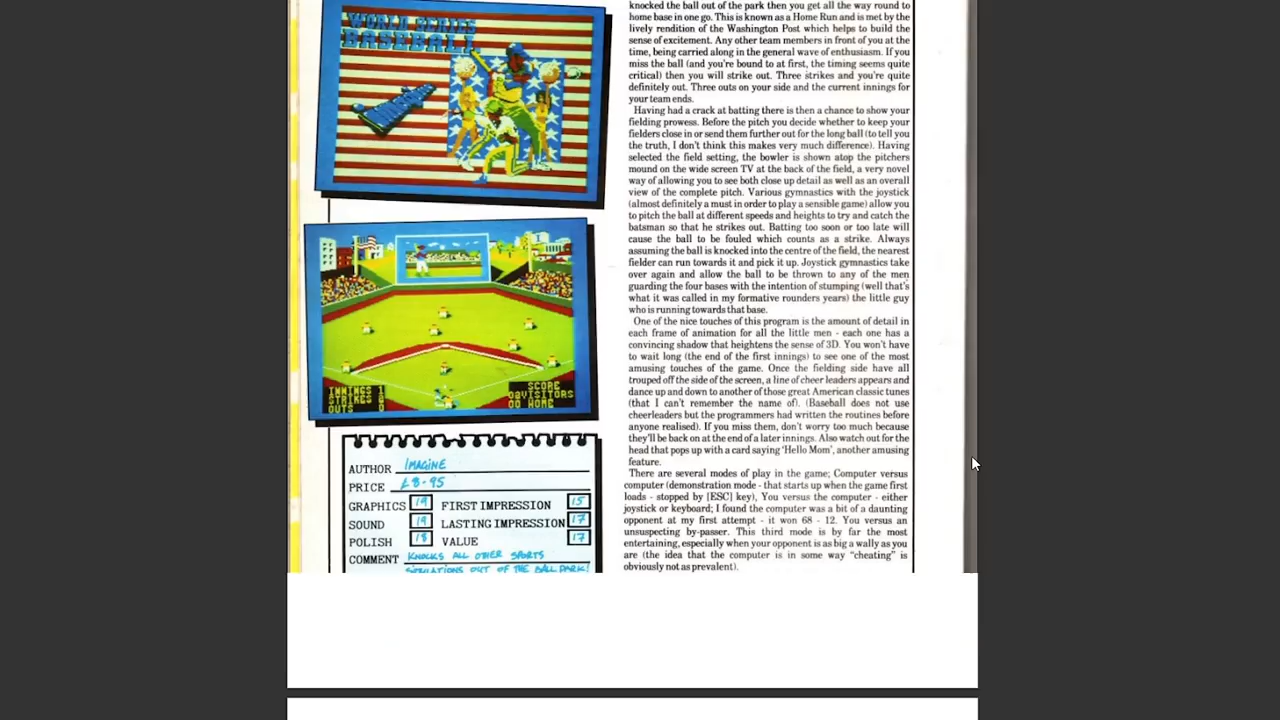 WORLD SERIES
BASEBALL
INNINGS 1
STRIKES 0
OUTS 0
SCORE
00 VISITORS
00 HOME
AUTHOR IMAGINE
PRICE £8-95
GRAPHICS 19 FIRST IMPRESSION 15
SOUND 19 LASTING IMPRESSION 17
POLISH 18 VALUE 17
COMMENT KNOCKS ALL OTHER SPORTS
SIMULATIONS OUT OF THE BALL PARK!
knocked the ball out of the park then you get all the way round to
home base in one go. This is known as a Home Run and is met by the
lively rendition of the Washington Post which helps to build the
sense of excitement. Any other team members in front of you at the
time, being carried along in the general wave of enthusiasm. If you
miss the ball (and you're bound to at first, the timing seems quite
critical) then you will strike out. Three strikes and you're quite
definitely out. Three outs on your side and the current innings for
your team ends.
Having had a crack at batting there is then a chance to show your
fielding prowess. Before the pitch you decide whether to keep your
fielders close in or send them further out for the long ball (to tell you
the truth, I don't think this makes very much difference). Having
selected the field setting, the bowler is shown atop the pitchers
mound on the wide screen TV at the back of the field, a very novel
way of allowing you to see both close up detail as well as an overall
view of the complete pitch. Various gymnastics with the joystick
(almost definitely a must in order to play a sensible game) allow you
to pitch the ball at different speeds and heights to try and catch the
batsman so that he strikes out. Batting too soon or too late will
cause the ball to be fouled which counts as a strike. Always
assuming the ball is knocked into the centre of the field, the nearest
fielder can run towards it and pick it up. Joystick gymnastics take
over again and allow the ball to be thrown to any of the men
guarding the four bases with the intention of stumping (well that's
what it was called in my formative rounders years) the little guy
who is running towards that base.
One of the nice touches of this program is the amount of detail in
each frame of animation for all the little men - each one has a
convincing shadow that heightens the sense of 3D. You won't have
to wait long (the end of the first innings) to see one of the most
amusing touches of the game. Once the fielding side have all
trouped off the side of the screen, a line of cheer leaders appears and
dance up and down to another of those great American classic tunes
(that I can't remember the name of). (Baseball does not use
cheerleaders but the programmers had written the routines before
anyone realised). If you miss them, don't worry too much because
they'll be back on at the end of a later innings. Also watch out for the
head that pops up with a card saying 'Hello Mom', another amusing
feature.
There are several modes of play in the game; Computer versus
computer (demonstration mode - that starts up when the game first
loads - stopped by [ESC] key), You versus the computer - either
joystick or keyboard; I found the computer was a bit of a daunting
opponent at my first attempt - it won 68 - 12. You versus an
unsuspecting by-passer. This third mode is by far the most
entertaining, especially when your opponent is as big a wally as you
are (the idea that the computer is in some way "cheating" is
obviously not as prevalent).